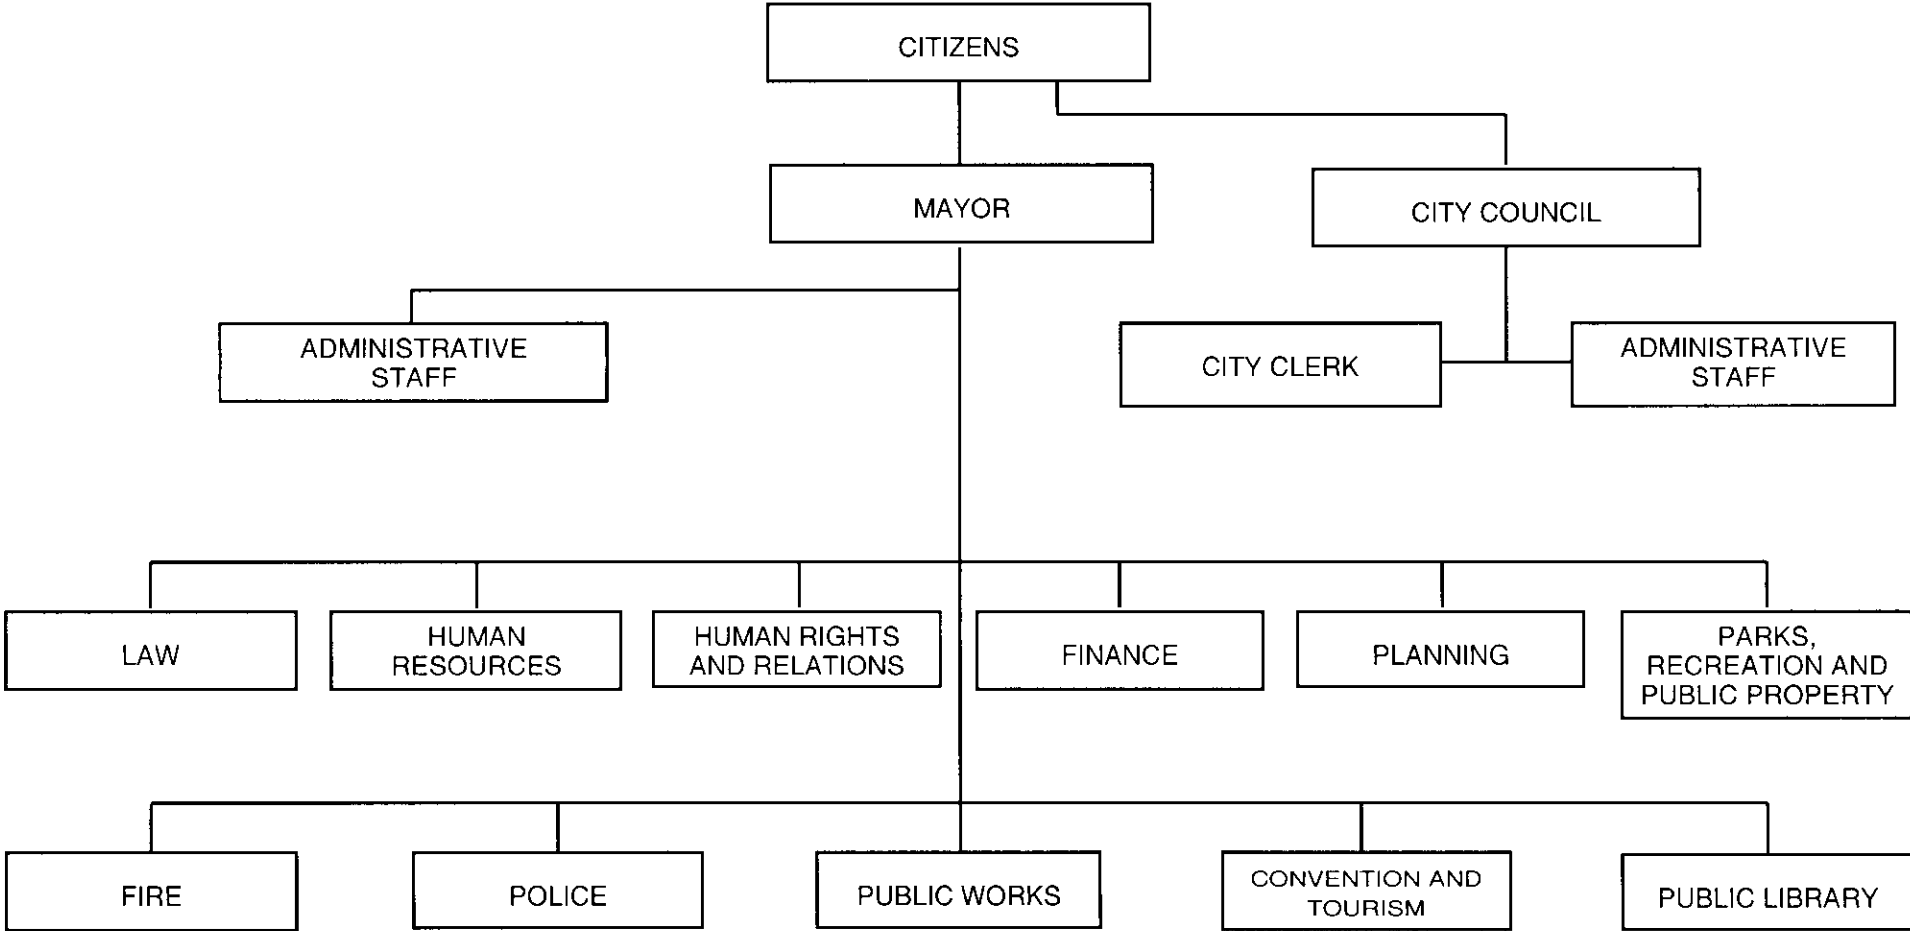 CITIZENS
MAYOR
CITY COUNCIL
ADMINISTRATIVE
STAFF
CITY CLERK
ADMINISTRATIVE
STAFF
LAW
HUMAN
RESOURCES
HUMAN RIGHTS
AND RELATIONS
FINANCE
PLANNING
PARKS,
RECREATION AND
PUBLIC PROPERTY
FIRE
POLICE
PUBLIC WORKS
CONVENTION AND
TOURISM
PUBLIC LIBRARY